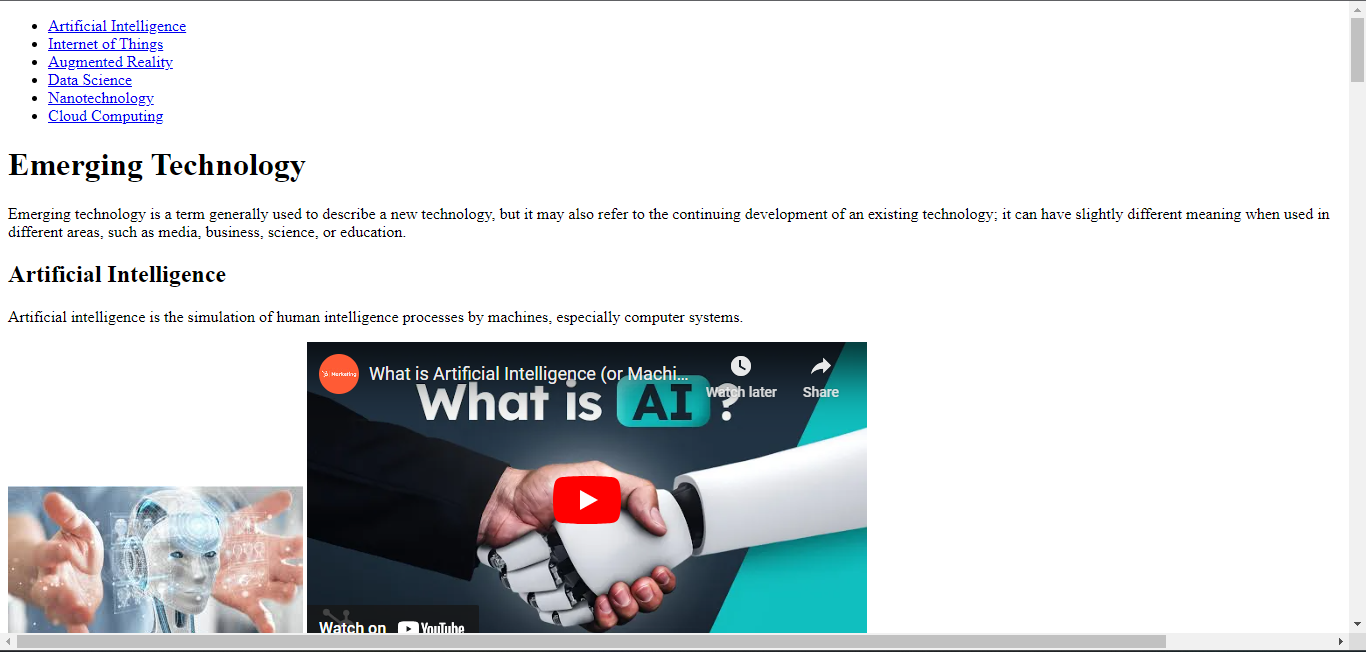 Artificial Intelligence
Internet of Things
Augmented Reality
Data Science
Nanotechnology
Cloud Computing
Emerging Technology
Emerging technology is a term generally used to describe a new technology, but it may also refer to the continuing development of an existing technology; it can have slightly different meaning when used in
different areas, such as media, business, science, or education.
Artificial Intelligence
Artificial intelligence is the simulation of human intelligence processes by machines, especially computer systems.
Marketing
What is Artificial Intelligence (or Machi...
Watch later
Share
What is AI ?
Watch on YouTube